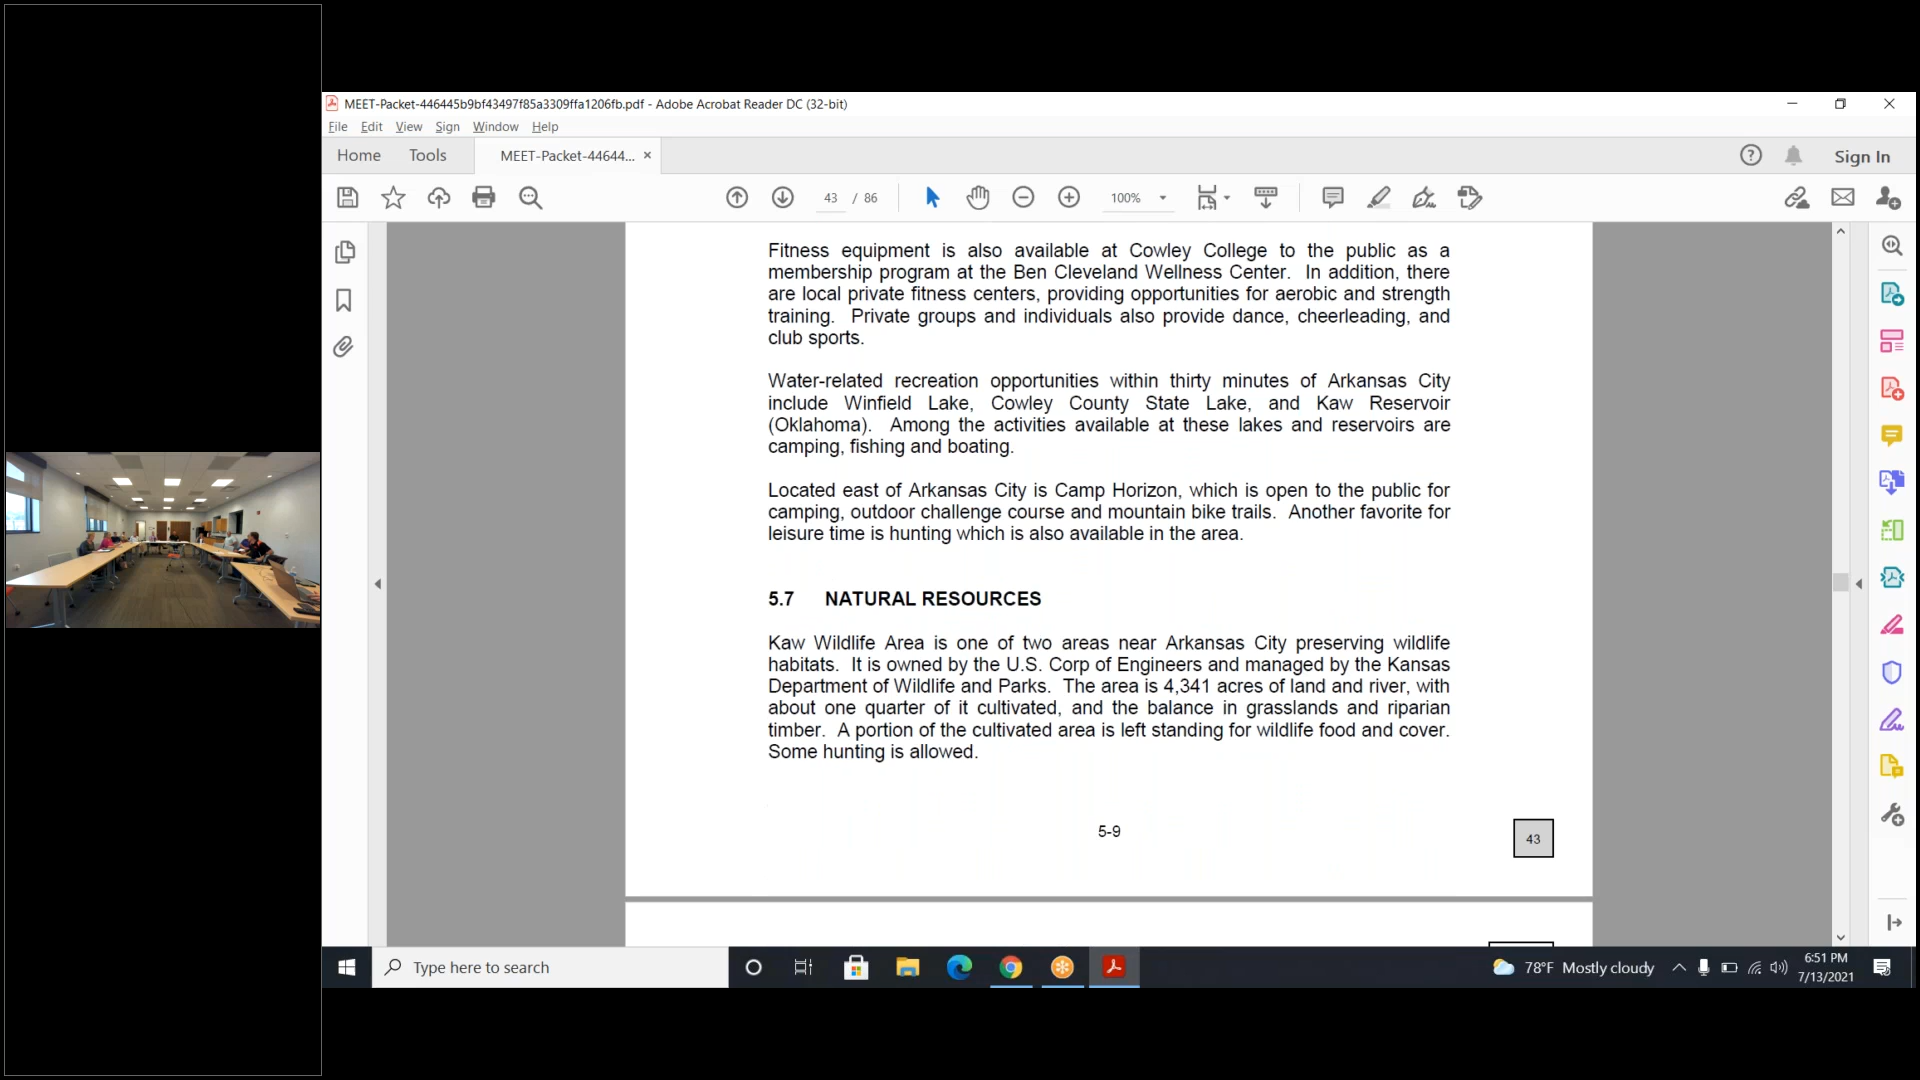 MEET-Packet-446445b9bf43497f85a3309ffa1206fb.pdf - Adobe Acrobat Reader DC (32-bit)
File Edit View Sign Window Help
Home Tools MEET-Packet-44644... × Sign In
43 / 86 100%
Fitness equipment is also available at Cowley College to the public as a
membership program at the Ben Cleveland Wellness Center. In addition, there
are local private fitness centers, providing opportunities for aerobic and strength
training. Private groups and individuals also provide dance, cheerleading, and
club sports.
Water-related recreation opportunities within thirty minutes of Arkansas City
include Winfield Lake, Cowley County State Lake, and Kaw Reservoir
(Oklahoma). Among the activities available at these lakes and reservoirs are
camping, fishing and boating.
Located east of Arkansas City is Camp Horizon, which is open to the public for
camping, outdoor challenge course and mountain bike trails. Another favorite for
leisure time is hunting which is also available in the area.
5.7 NATURAL RESOURCES
Kaw Wildlife Area is one of two areas near Arkansas City preserving wildlife
habitats. It is owned by the U.S. Corp of Engineers and managed by the Kansas
Department of Wildlife and Parks. The area is 4,341 acres of land and river, with
about one quarter of it cultivated, and the balance in grasslands and riparian
timber. A portion of the cultivated area is left standing for wildlife food and cover.
Some hunting is allowed.
5-9
43
Type here to search
78°F Mostly cloudy
6:51 PM
7/13/2021